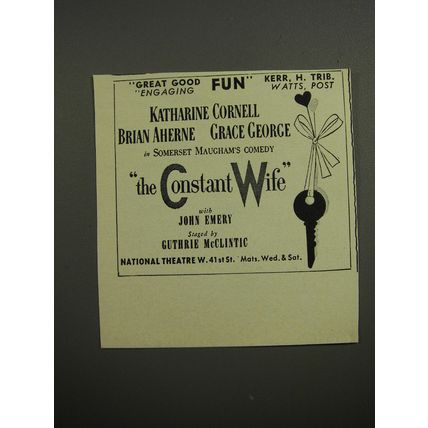 "GREAT GOOD FUN" KERR, H. TRIB.
"ENGAGING WATTS, POST
KATHARINE CORNELL
BRIAN AHERNE GRACE GEORGE
in SOMERSET MAUGHAM'S COMEDY
"the Constant Wife"
with
JOHN EMERY
Staged by
GUTHRIE McCLINTIC
NATIONAL THEATRE W. 41st St. Mats. Wed. & Sat.